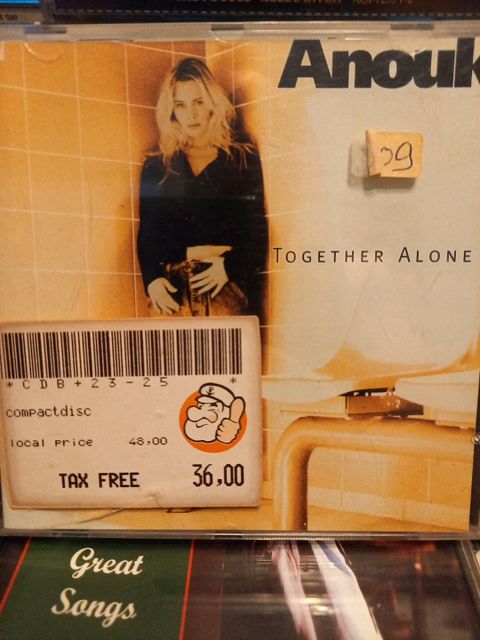 Anouk
39
TOGETHER ALONE
*CDB+23-25 *
compactdisc
local price 48,00
TAX FREE 36,00
Great
Songs